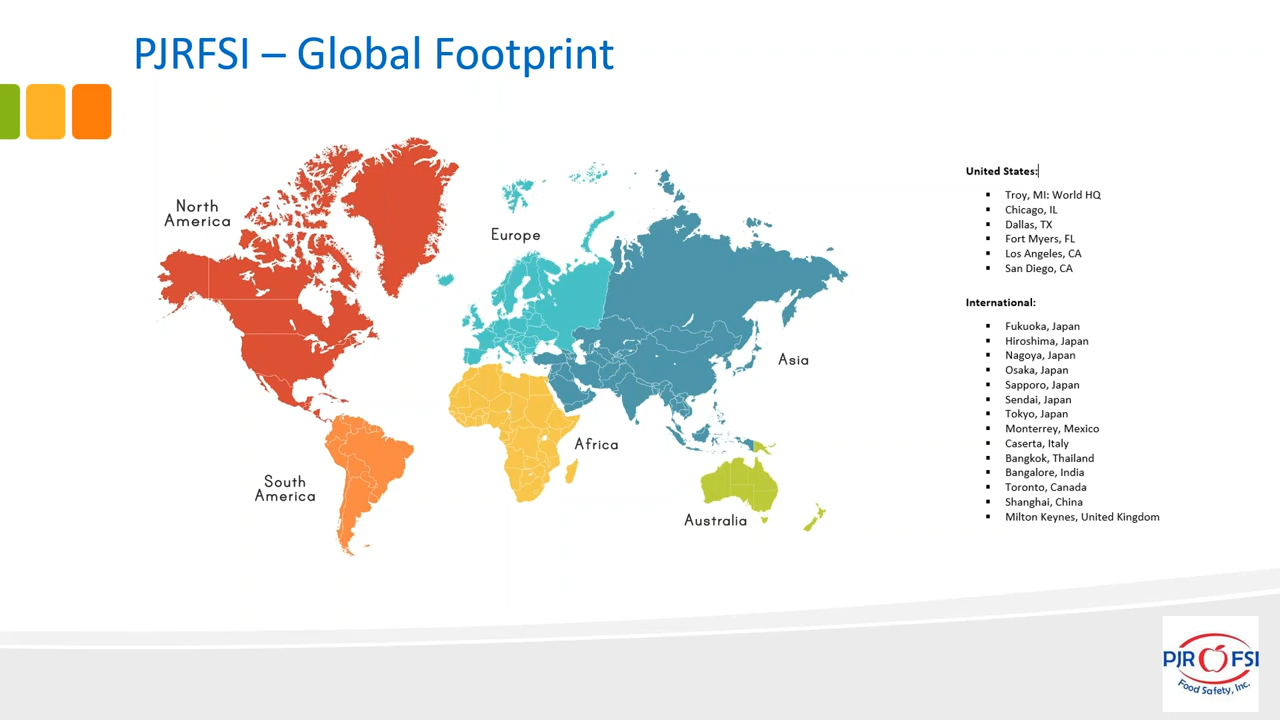 PJRFSI – Global Footprint
North
America
Europe
Asia
Africa
South
America
Australia
United States:
▪ Troy, MI: World HQ
▪ Chicago, IL
▪ Dallas, TX
▪ Fort Myers, FL
▪ Los Angeles, CA
▪ San Diego, CA
International:
▪ Fukuoka, Japan
▪ Hiroshima, Japan
▪ Nagoya, Japan
▪ Osaka, Japan
▪ Sapporo, Japan
▪ Sendai, Japan
▪ Tokyo, Japan
▪ Monterrey, Mexico
▪ Caserta, Italy
▪ Bangkok, Thailand
▪ Bangalore, India
▪ Toronto, Canada
▪ Shanghai, China
▪ Milton Keynes, United Kingdom
PJR FSI
Food Safety, Inc.